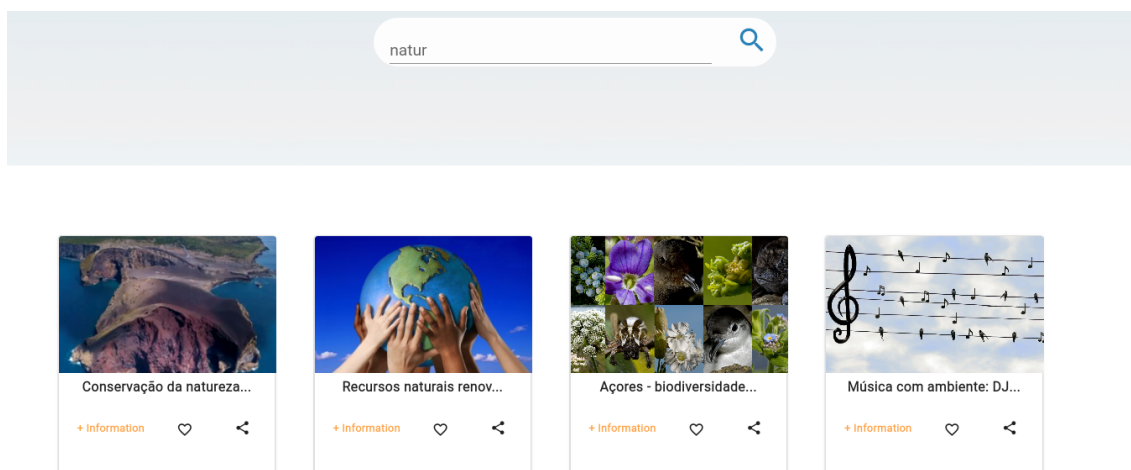 natur
Conservação da natureza...
Recursos naturais renov...
Açores - biodiversidade...
Música com ambiente: DJ...
+ Information
+ Information
+ Information
+ Information